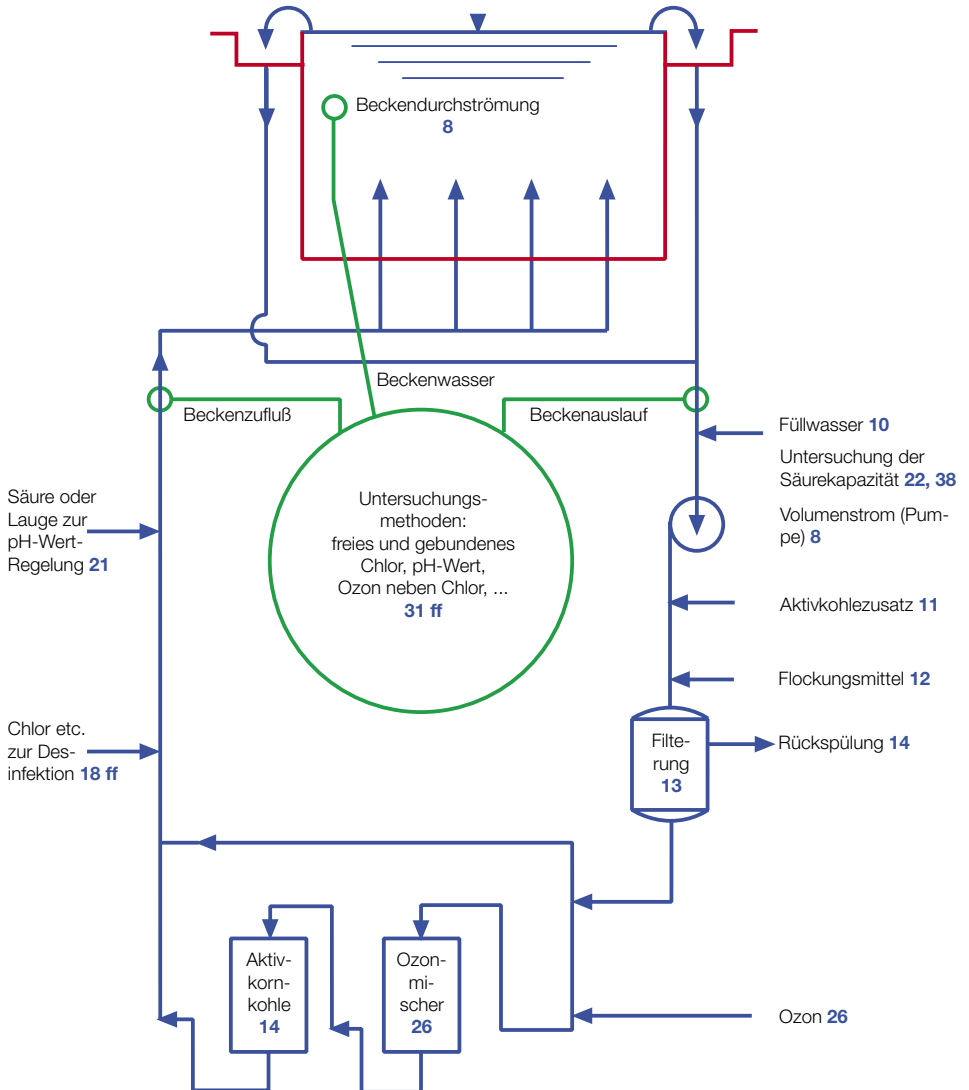 Beckendurchströmung
8
Beckenwasser
Beckenzufluß
Beckenauslauf
Füllwasser 10
Untersuchung der
Säurekapazität 22, 38
Volumenstrom (Pum-
pe) 8
Säure oder
Lauge zur
pH-Wert-
Regelung 21
Untersuchungs-
methoden:
freies und gebundenes
Chlor, pH-Wert,
Ozon neben Chlor, ...
31 ff
Aktivkohlezusatz 11
Flockungsmittel 12
Chlor etc.
zur Des-
infektion 18 ff
Filte-
rung
13
Rückspülung 14
Aktiv-
korn-
kohle
14
Ozon-
mi-
scher
26
Ozon 26